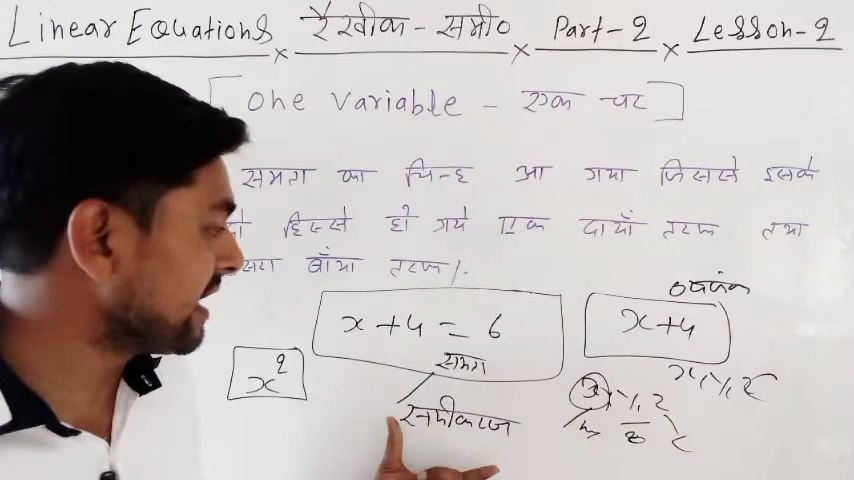 Linear Equations × रैखीक - समी० × Part-2 × Lesson-2
[ One Variable - एक चर ]
समता का चिन्ह आ गया जिससे इसके
दो हिस्से हो गये एक दायाँ तरफ तथा
सरा बाँया तरफ।.
व्यंजक
x + 4 = 6
x + 4
समता
x²
x, y, z
समीकरण
x, y, z